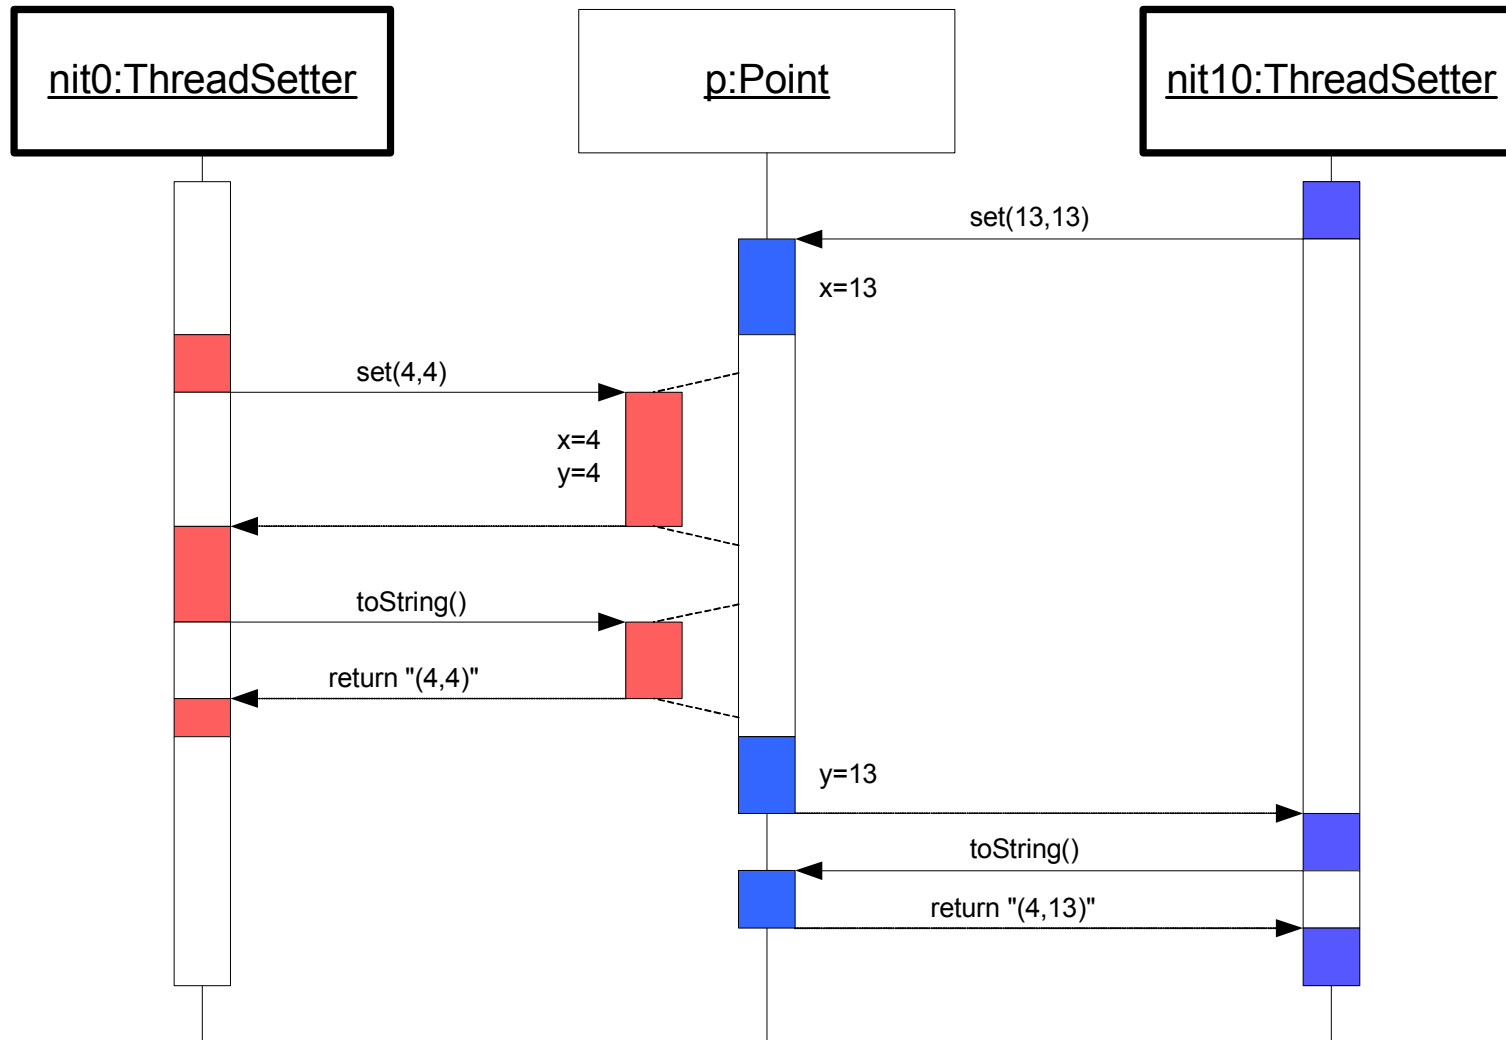 nit0:ThreadSetter
p:Point
nit10:ThreadSetter
set(13,13)
x=13
set(4,4)
x=4
y=4
toString()
return "(4,4)"
y=13
toString()
return "(4,13)"